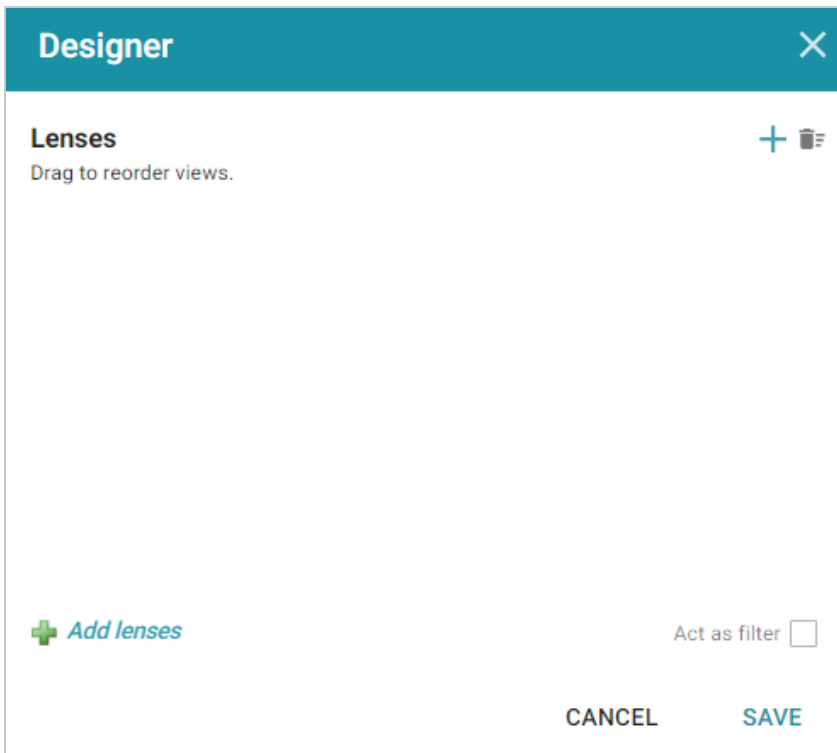 Designer
Lenses
Drag to reorder views.
Add lenses
Act as filter
CANCEL SAVE